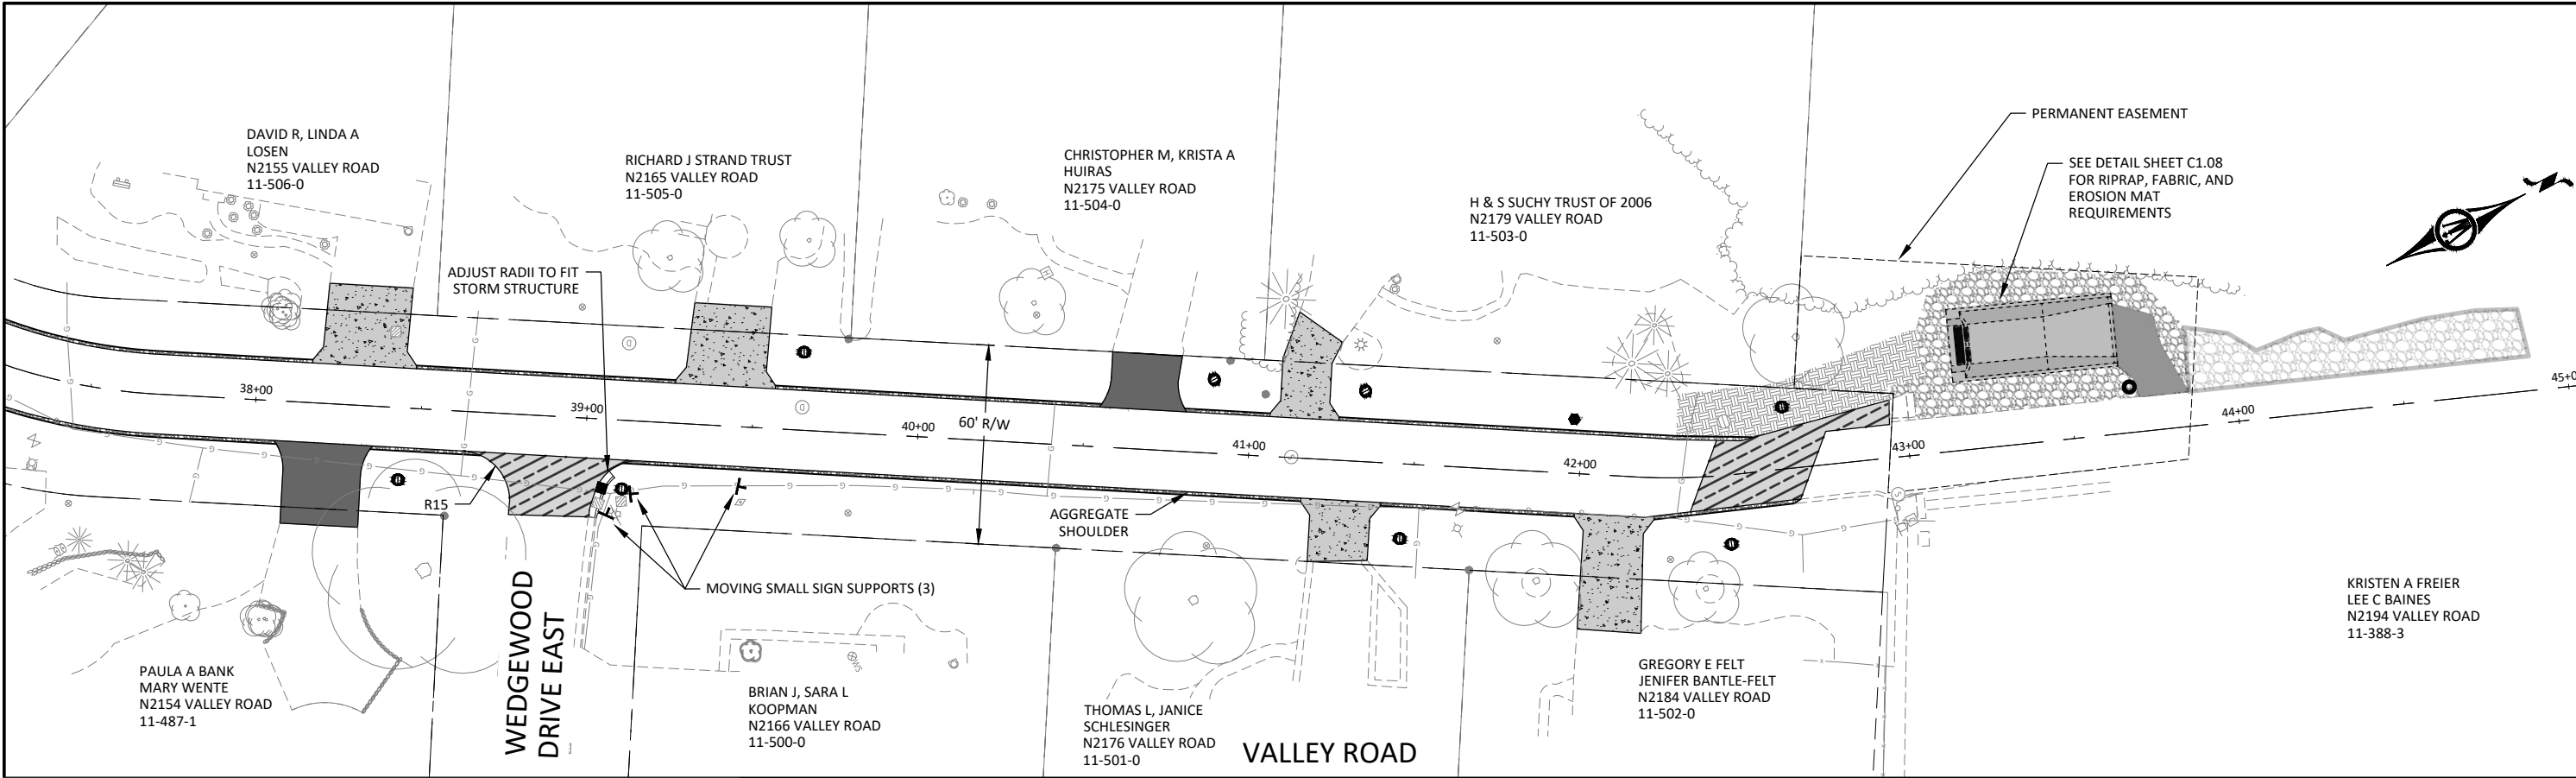 DAVID R, LINDA A
LOSEN
N2155 VALLEY ROAD
11-506-0
RICHARD J STRAND TRUST
N2165 VALLEY ROAD
11-505-0
CHRISTOPHER M, KRISTA A
HUIRAS
N2175 VALLEY ROAD
11-504-0
H & S SUCHY TRUST OF 2006
N2179 VALLEY ROAD
11-503-0
PERMANENT EASEMENT
SEE DETAIL SHEET C1.08
FOR RIPRAP, FABRIC, AND
EROSION MAT
REQUIREMENTS
ADJUST RADII TO FIT
STORM STRUCTURE
38+00
39+00
40+00
41+00
42+00
43+00
44+00
60' R/W
R15
AGGREGATE
SHOULDER
MOVING SMALL SIGN SUPPORTS (3)
WEDGEWOOD
DRIVE EAST
PAULA A BANK
MARY WENTE
N2154 VALLEY ROAD
11-487-1
BRIAN J, SARA L
KOOPMAN
N2166 VALLEY ROAD
11-500-0
THOMAS L, JANICE
SCHLESINGER
N2176 VALLEY ROAD
11-501-0
VALLEY ROAD
GREGORY E FELT
JENIFER BANTLE-FELT
N2184 VALLEY ROAD
11-502-0
KRISTEN A FREIER
LEE C BAINES
N2194 VALLEY ROAD
11-388-3